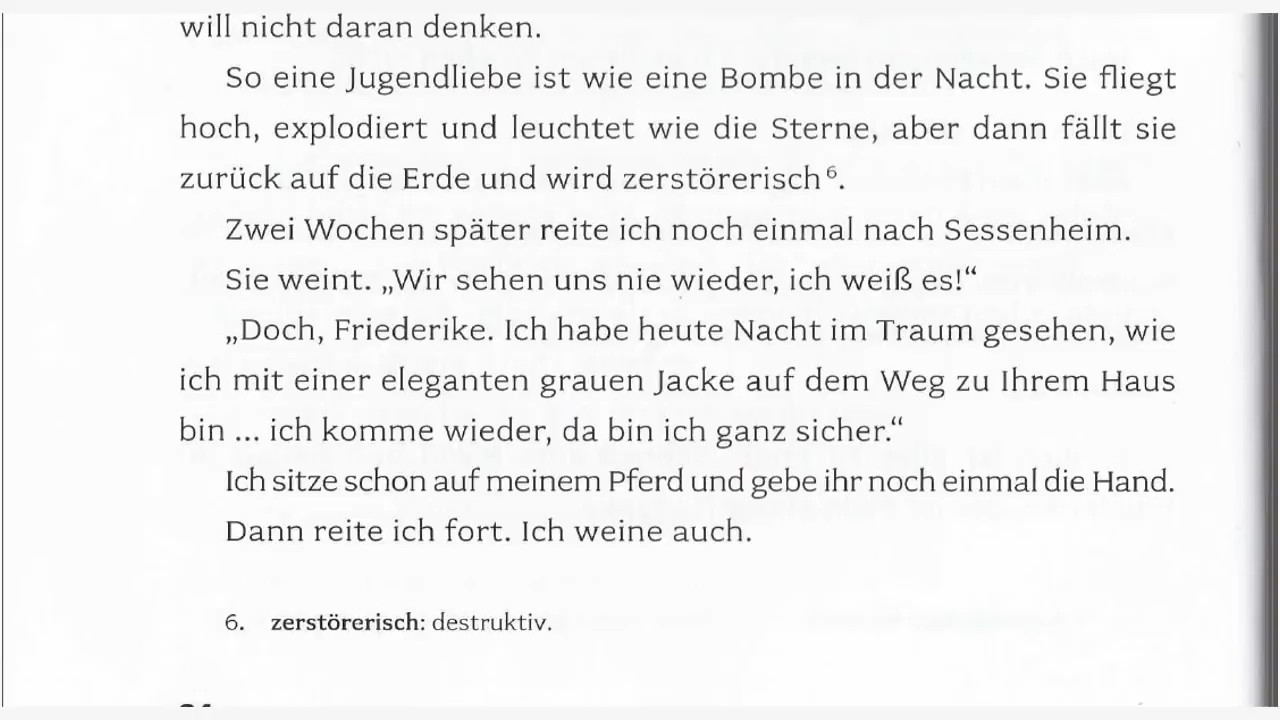 will nicht daran denken.
So eine Jugendliebe ist wie eine Bombe in der Nacht. Sie fliegt
hoch, explodiert und leuchtet wie die Sterne, aber dann fällt sie
zurück auf die Erde und wird zerstörerisch⁶.
Zwei Wochen später reite ich noch einmal nach Sessenheim.
Sie weint. „Wir sehen uns nie wieder, ich weiß es!“
„Doch, Friederike. Ich habe heute Nacht im Traum gesehen, wie
ich mit einer eleganten grauen Jacke auf dem Weg zu Ihrem Haus
bin ... ich komme wieder, da bin ich ganz sicher.“
Ich sitze schon auf meinem Pferd und gebe ihr noch einmal die Hand.
Dann reite ich fort. Ich weine auch.
6. zerstörerisch: destruktiv.